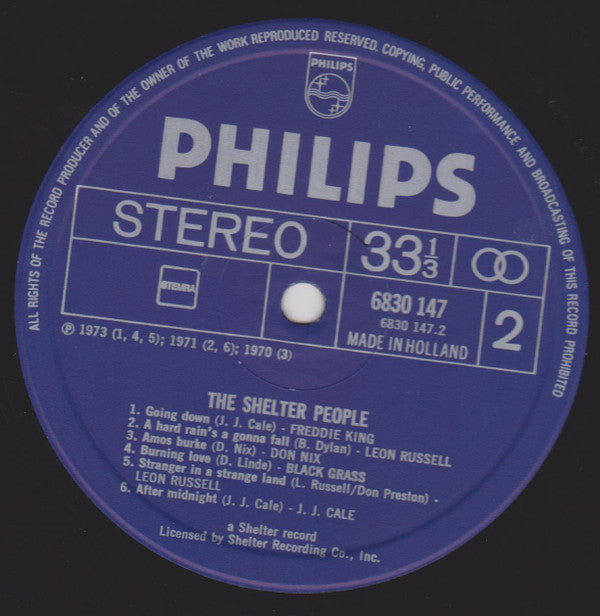 ALL RIGHTS OF THE RECORD PRODUCER AND OF THE OWNER OF THE WORK REPRODUCED RESERVED. COPYING, PUBLIC PERFORMANCE AND BROADCASTING OF THIS RECORD PROHIBITED
PHILIPS
PHILIPS
STEREO
33 1/3
STEMRA
6830 147
6830 147.2
MADE IN HOLLAND
2
℗ 1973 (1, 4, 5); 1971 (2, 6); 1970 (3)
THE SHELTER PEOPLE
1. Going down (J. J. Cale) - FREDDIE KING
2. A hard rain's a gonna fall (B. Dylan) - LEON RUSSELL
3. Amos burke (D. Nix) - DON NIX
4. Burning love (D. Linde) - BLACK GRASS
5. Stranger in a strange land (L. Russell/Don Preston) -
LEON RUSSELL
6. After midnight (J. J. Cale) - J. J. CALE
a Shelter record
Licensed by Shelter Recording Co., Inc.